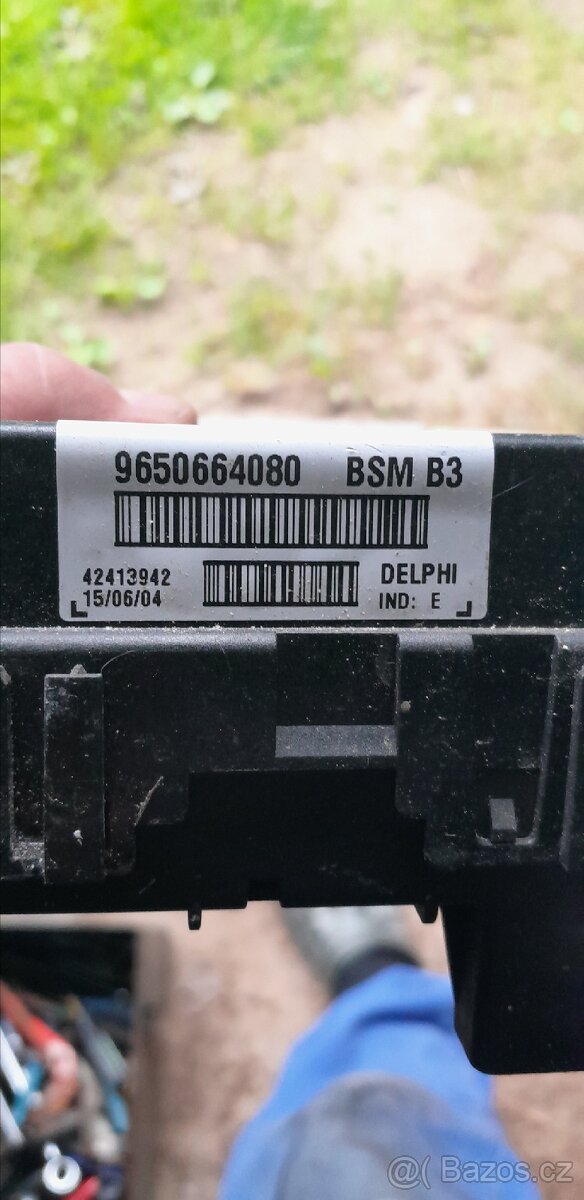 9650664080 BSM B3
42413942
15/06/04
DELPHI
IND: E
@( Bazos.cz